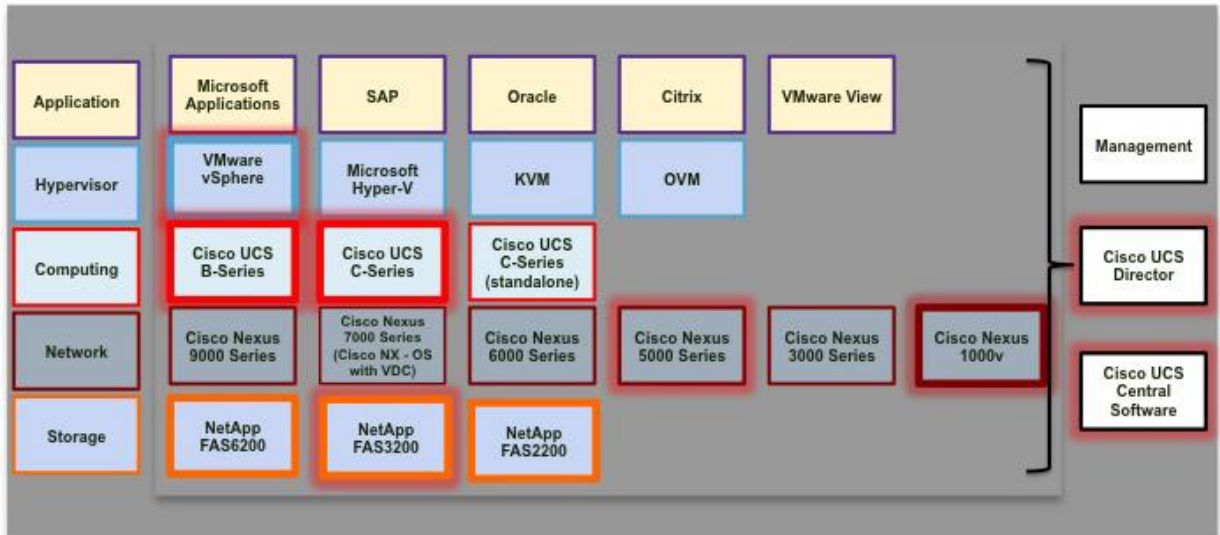 Application
Microsoft
Applications
SAP
Oracle
Citrix
VMware View
Management
Hypervisor
VMware
vSphere
Microsoft
Hyper-V
KVM
OVM
Computing
Cisco UCS
B-Series
Cisco UCS
C-Series
Cisco UCS
C-Series
(standalone)
Cisco UCS
Director
Network
Cisco Nexus
9000 Series
Cisco Nexus
7000 Series
(Cisco NX - OS
with VDC)
Cisco Nexus
6000 Series
Cisco Nexus
5000 Series
Cisco Nexus
3000 Series
Cisco Nexus
1000v
Cisco UCS
Central
Software
Storage
NetApp
FAS6200
NetApp
FAS3200
NetApp
FAS2200